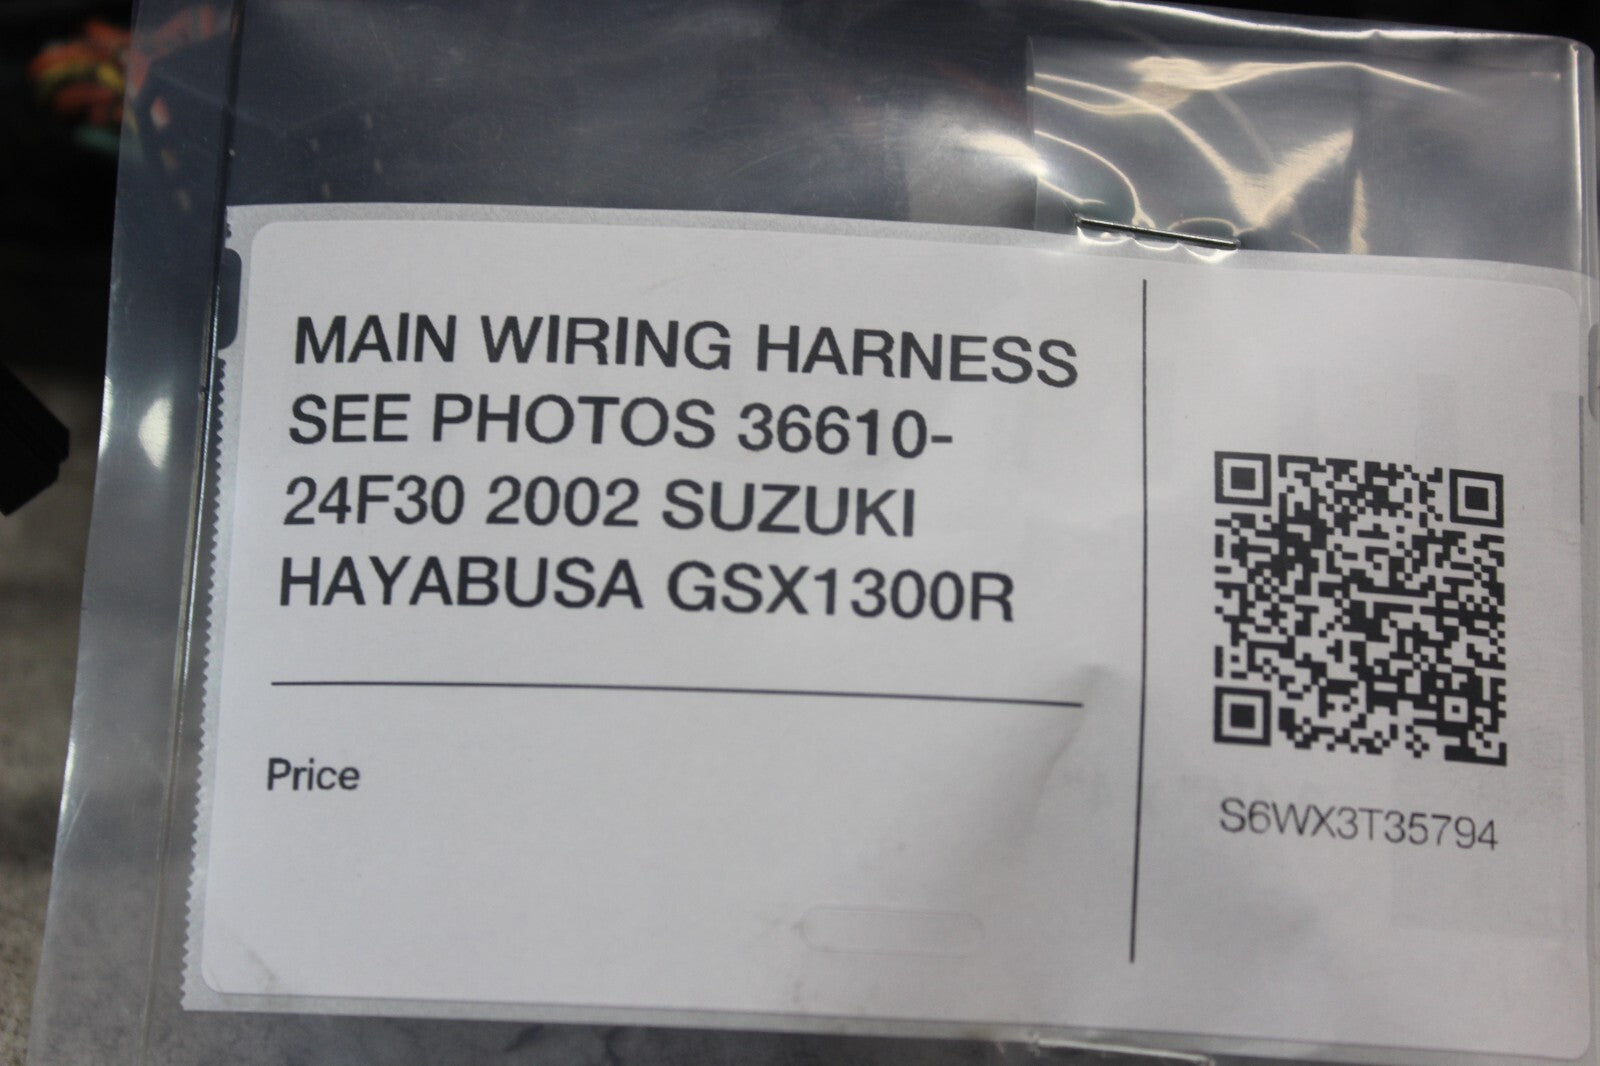 MAIN WIRING HARNESS
SEE PHOTOS 36610-
24F30 2002 SUZUKI
HAYABUSA GSX1300R
Price
S6WX3T35794